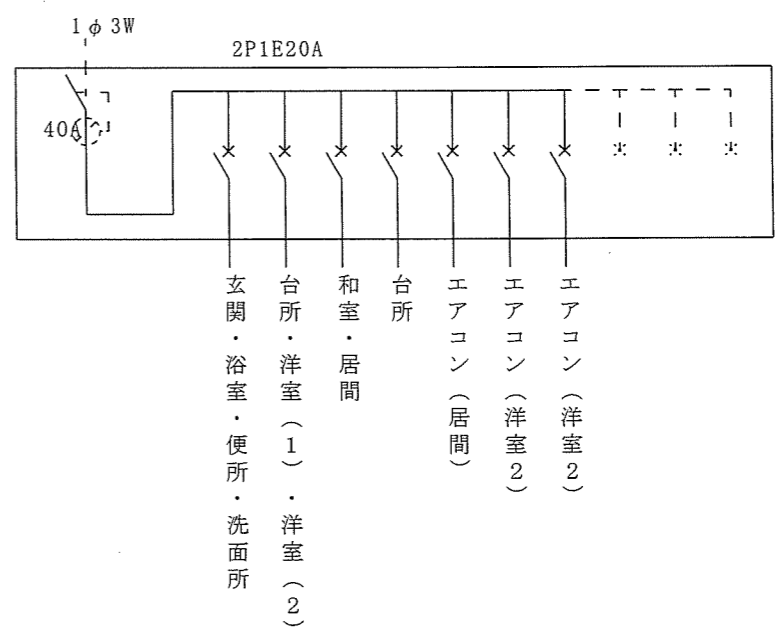 1φ3W
2P1E20A
40A
玄関・浴室・便所・洗面所
台所・洋室(1)・洋室(2)
和室・居間
台所
エアコン(居間)
エアコン(洋室2)
エアコン(洋室2)